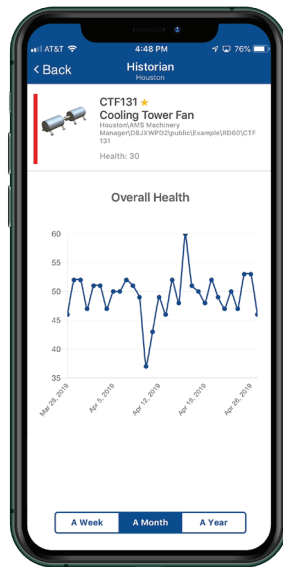 AT&T 4:48 PM 76%
< Back Historian
Houston
CTF131
Cooling Tower Fan
Houston\AMS Machinery
Manager\D8JXWPD2\public\Example\RD60\CTF
131
Health: 30
Overall Health
60
55
50
45
40
35
Mar 29, 2019 Apr 5, 2019 Apr 12, 2019 Apr 19, 2019 Apr 26, 2019
A Week A Month A Year